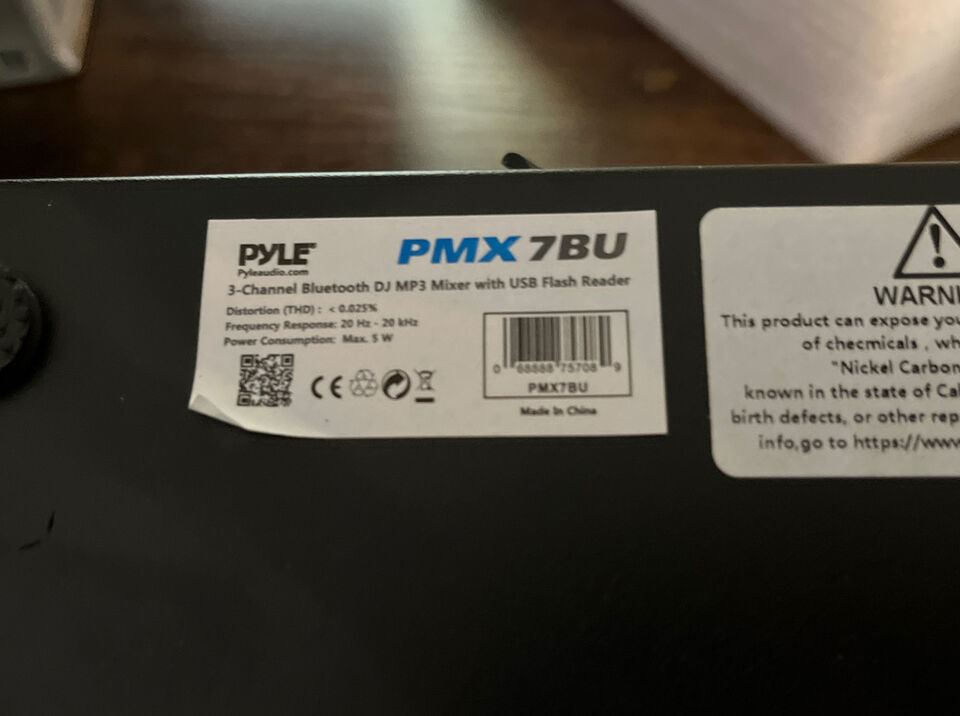 PYLE
Pyleaudio.com
PMX 7BU
3-Channel Bluetooth DJ MP3 Mixer with USB Flash Reader
Distortion (THD) : < 0.025%
Frequency Response: 20 Hz - 20 kHz
Power Consumption: Max. 5 W
CE
0 68888 75708 9
PMX7BU
Made In China
WARNI
This product can expose you
of checmicals , wh
"Nickel Carbon
known in the state of Cal
birth defects, or other rep
info,go to https://www